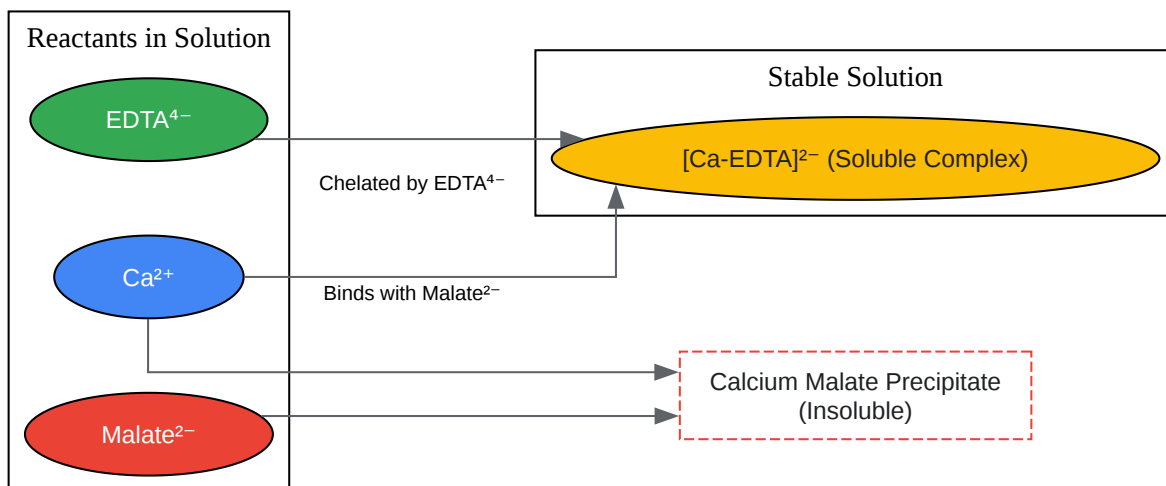 Reactants in Solution
EDTA⁴⁻
Stable Solution
[Ca-EDTA]²⁻ (Soluble Complex)
Chelated by EDTA⁴⁻
Ca²⁺
Binds with Malate²⁻
Calcium Malate Precipitate
(Insoluble)
Malate²⁻